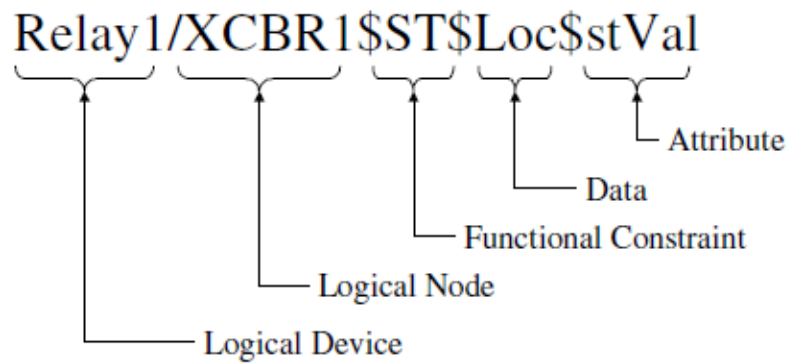 Relay1/XCBR1$ST$Loc$stVal
Attribute
Data
Functional Constraint
Logical Node
Logical Device